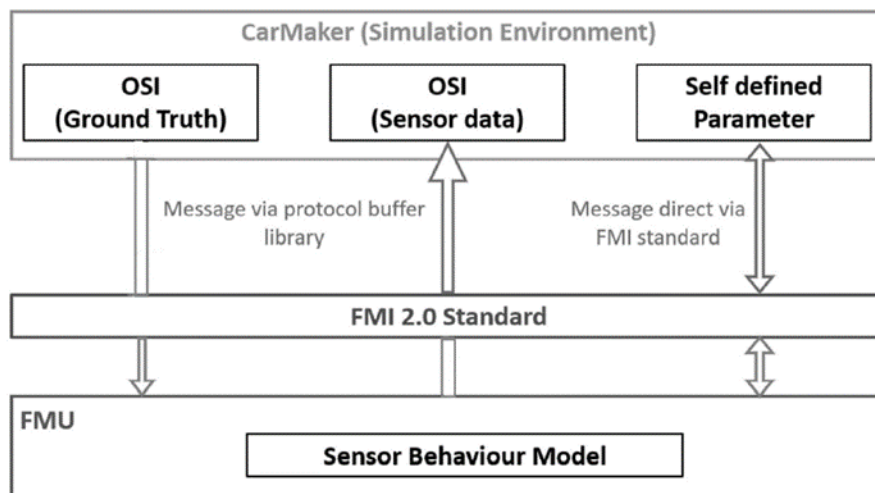 CarMaker (Simulation Environment)
OSI
(Ground Truth)
OSI
(Sensor data)
Self defined
Parameter
Message via protocol buffer
library
Message direct via
FMI standard
FMI 2.0 Standard
FMU
Sensor Behaviour Model